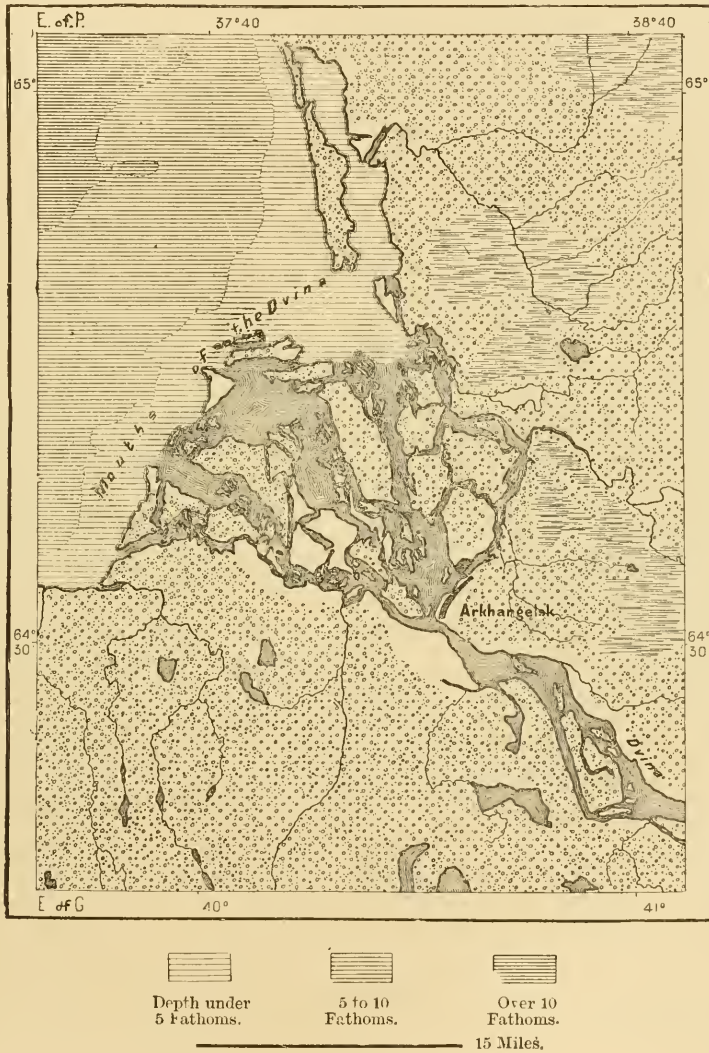 E. of P.
37°40
38°40
65°
65°
Mouths of the Dvina
Arkhangelsk
64°
30
64°
30
Dvina
E of G
40°
41°
Depth under
5 Fathoms.
5 to 10
Fathoms.
Over 10
Fathoms.
15 Miles.